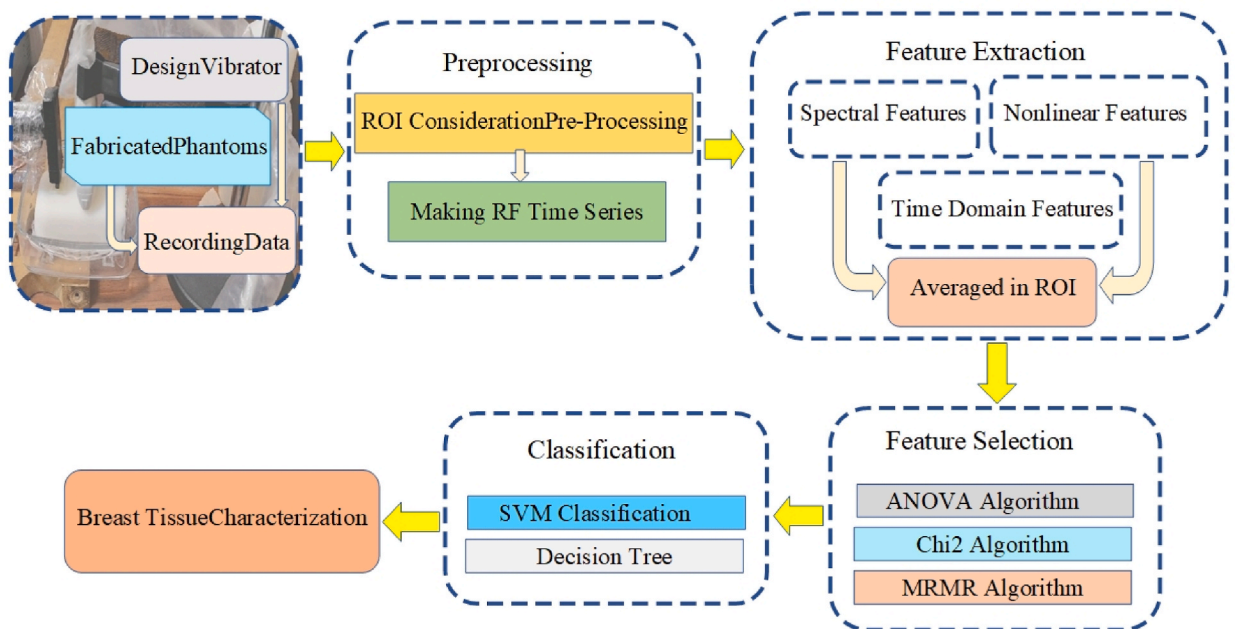 DesignVibrator
FabricatedPhantoms
RecordingData
Preprocessing
ROI ConsiderationPre-Processing
Making RF Time Series
Feature Extraction
Spectral Features
Nonlinear Features
Time Domain Features
Averaged in ROI
Feature Selection
ANOVA Algorithm
Chi2 Algorithm
MRMR Algorithm
Classification
SVM Classification
Decision Tree
Breast TissueCharacterization